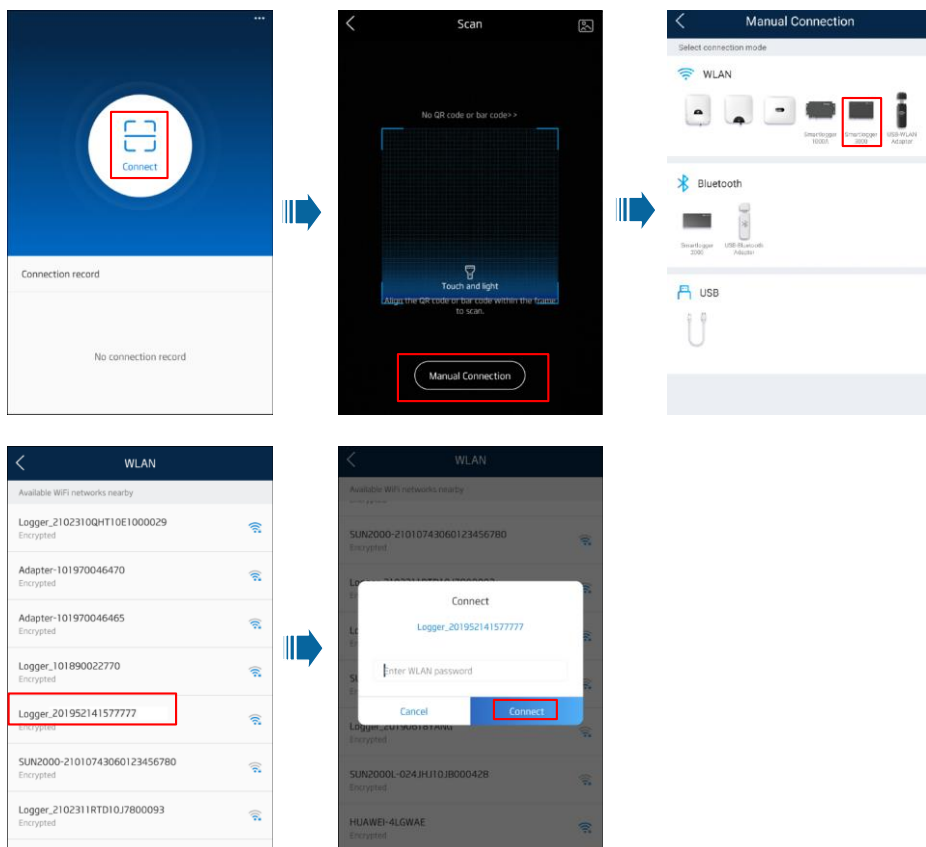 ...
Connect
Connection record
No connection record
Scan
No QR code or bar code>>
Touch and light
Align the QR code or bar code within the frame
to scan.
Manual Connection
Manual Connection
Select connection mode
WLAN
Smartlogger
Smartlogger
USB-WLAN
1000A
3000
Adapter
Bluetooth
Smartlogger
USB-Bluetooth
3000
Adapter
USB
WLAN
Available WiFi networks nearby
Logger_2102310QHT10E1000029
Encrypted
Adapter-101970046470
Encrypted
Adapter-101970046465
Encrypted
Logger_101890022770
Encrypted
Logger_201952141577777
Encrypted
SUN2000-21010743060123456780
Encrypted
Logger_2102311RTD10J7800093
Encrypted
WLAN
Available WiFi networks nearby
SUN2000-21010743060123456780
Encrypted
Connect
Logger_201952141577777
Enter WLAN password
Cancel
Connect
Encrypted
SUN2000L-024JHJ10JB000428
Encrypted
HUAWEI-4LGWAE
Encrypted